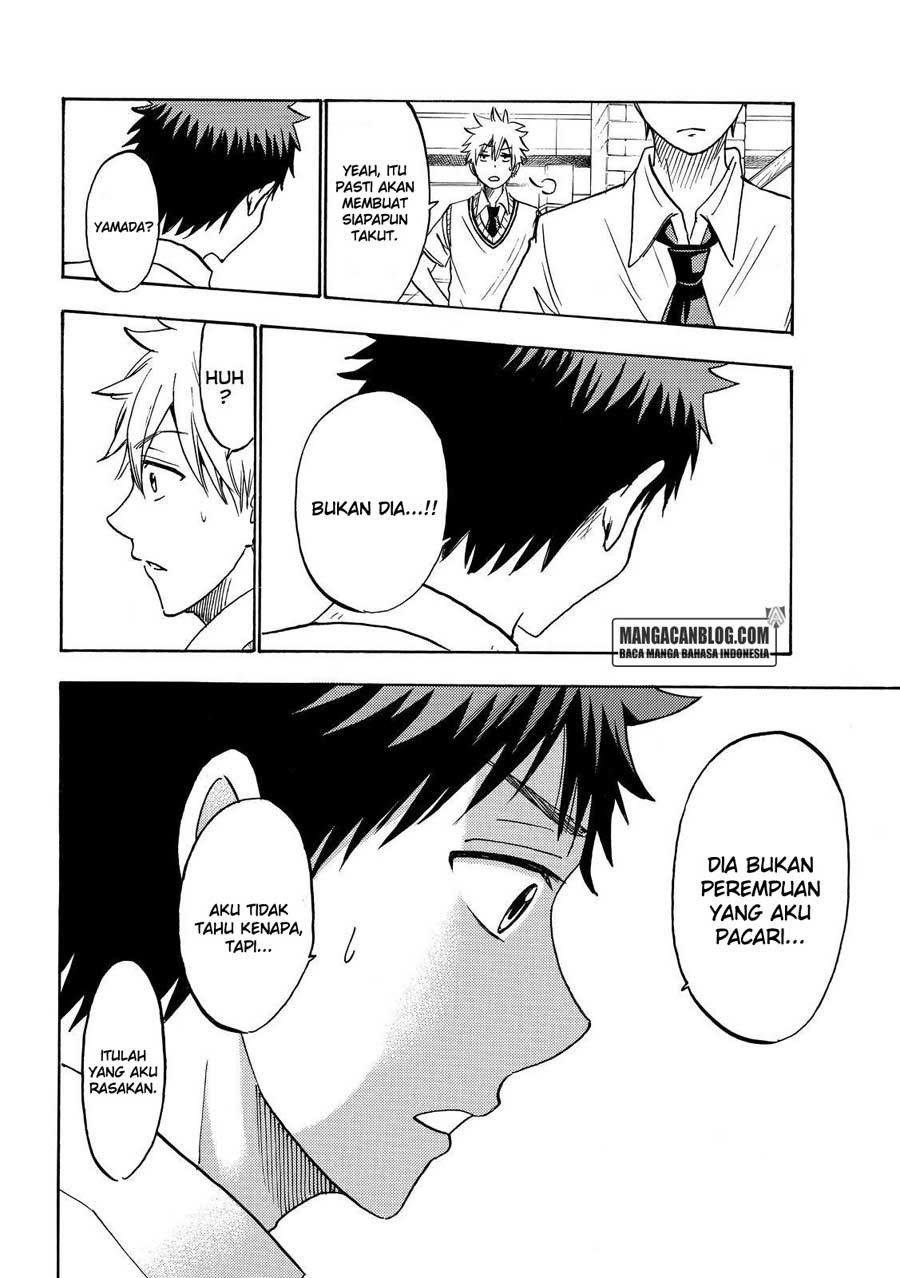 YEAH, ITU
PASTI AKAN
MEMBUAT
SIAPAPUN
TAKUT.
YAMADA?
BUKAN DIA...!!
HUH
?
MANGACANBLOG.COM
BACA MANGA BAHASA INDONESIA
DIA BUKAN
PEREMPUAN
YANG AKU
PACARI...
AKU TIDAK
TAHU KENAPA,
TAPI...
ITULAH
YANG AKU
RASAKAN.